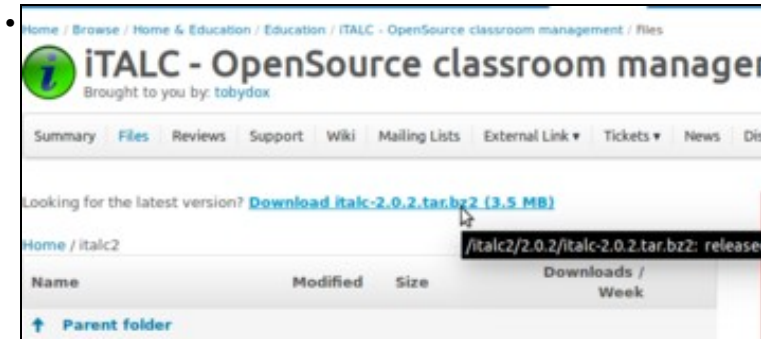 Home / Browse / Home & Education / Education / iTALC - OpenSource classroom management / Files
iTALC - OpenSource classroom manage
Brought to you by: tobydox
Summary Files Reviews Support Wiki Mailing Lists External Link ▾ Tickets ▾ News Dis
Looking for the latest version? Download italc-2.0.2.tar.bz2 (3.5 MB)
Home / italc2
/italc2/2.0.2/italc-2.0.2.tar.bz2: release
Name Modified Size Downloads / Week
Parent folder